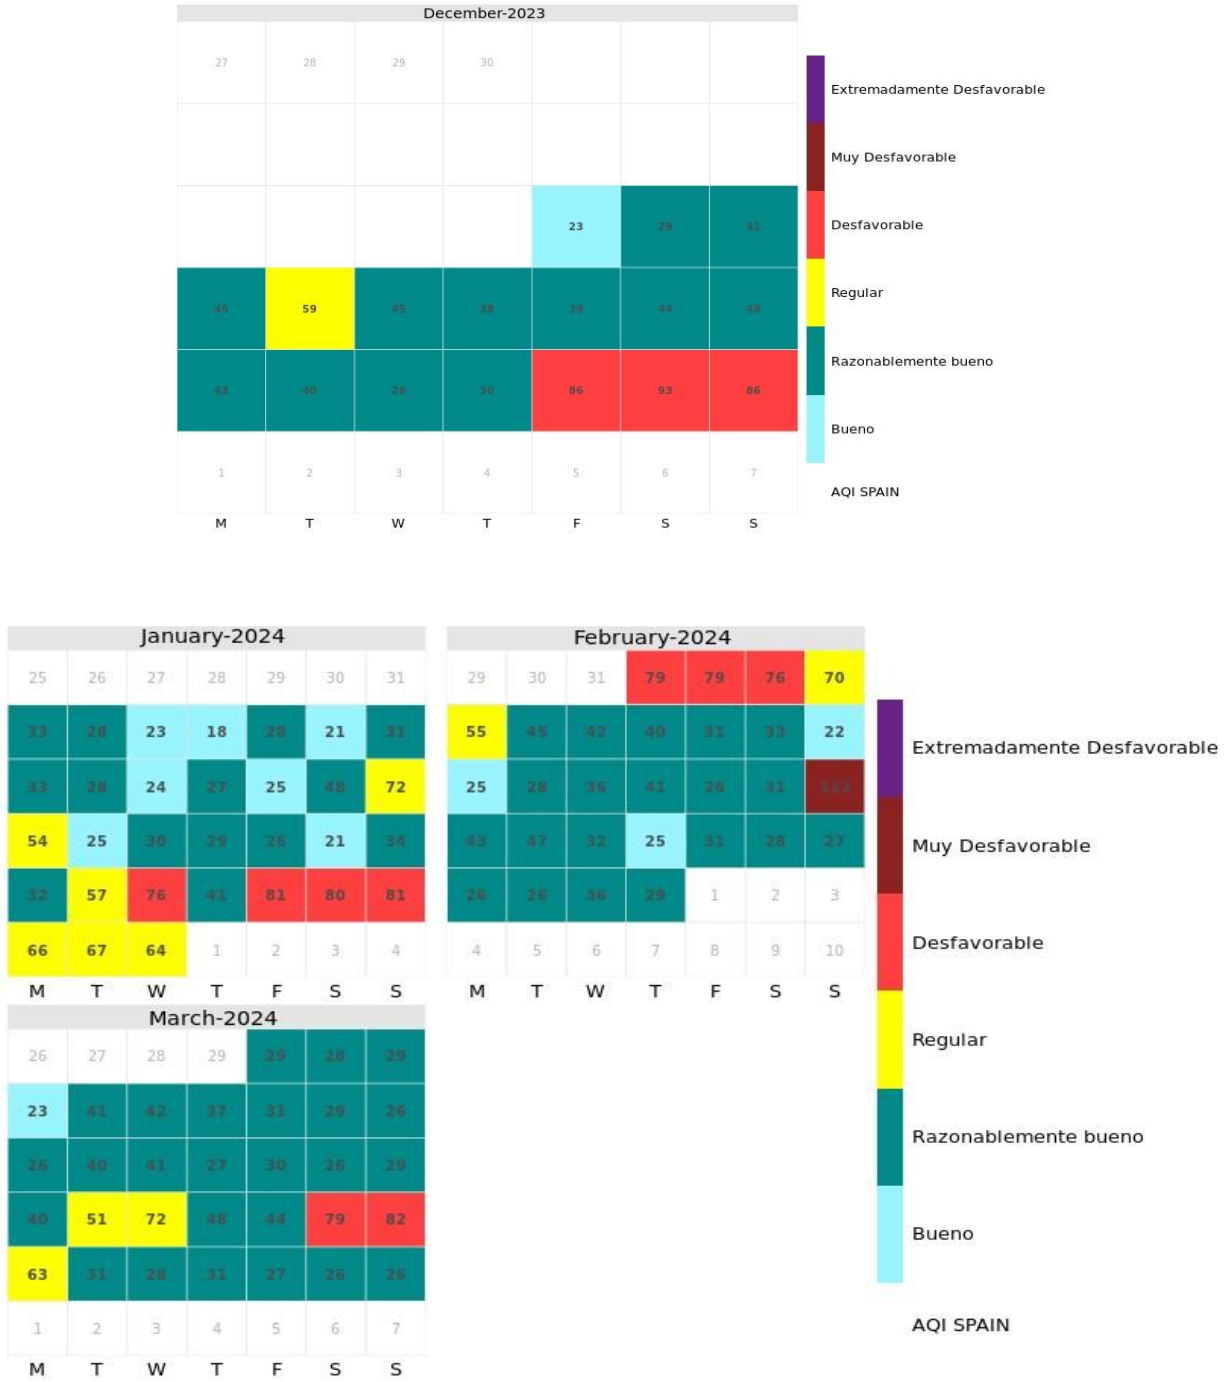 December-2023
27 28 29 30
23 29 41
45 59 45 38 39 44 48
42 40 29 30 86 93 86
1 2 3 4 5 6 7
M T W T F S S
Extremadamente Desfavorable
Muy Desfavorable
Desfavorable
Regular
Razonablemente bueno
Bueno
AQI SPAIN
January-2024
25 26 27 28 29 30 31
33 28 23 18 28 21 31
33 28 24 27 25 48 72
54 25 30 29 26 21 34
32 57 76 41 81 80 81
66 67 64 1 2 3 4
M T W T F S S
February-2024
29 30 31 79 79 76 70
55 45 42 40 31 33 22
25 28 36 41 26 31
43 47 32 25 31 28 27
26 26 36 29 1 2 3
4 5 6 7 8 9 10
M T W T F S S
March-2024
26 27 28 29 29 28 29
23 41 42 37 31 29 26
26 40 41 27 30 26 29
40 51 72 48 44 79 82
63 31 28 31 27 26 26
1 2 3 4 5 6 7
M T W T F S S
Extremadamente Desfavorable
Muy Desfavorable
Desfavorable
Regular
Razonablemente bueno
Bueno
AQI SPAIN